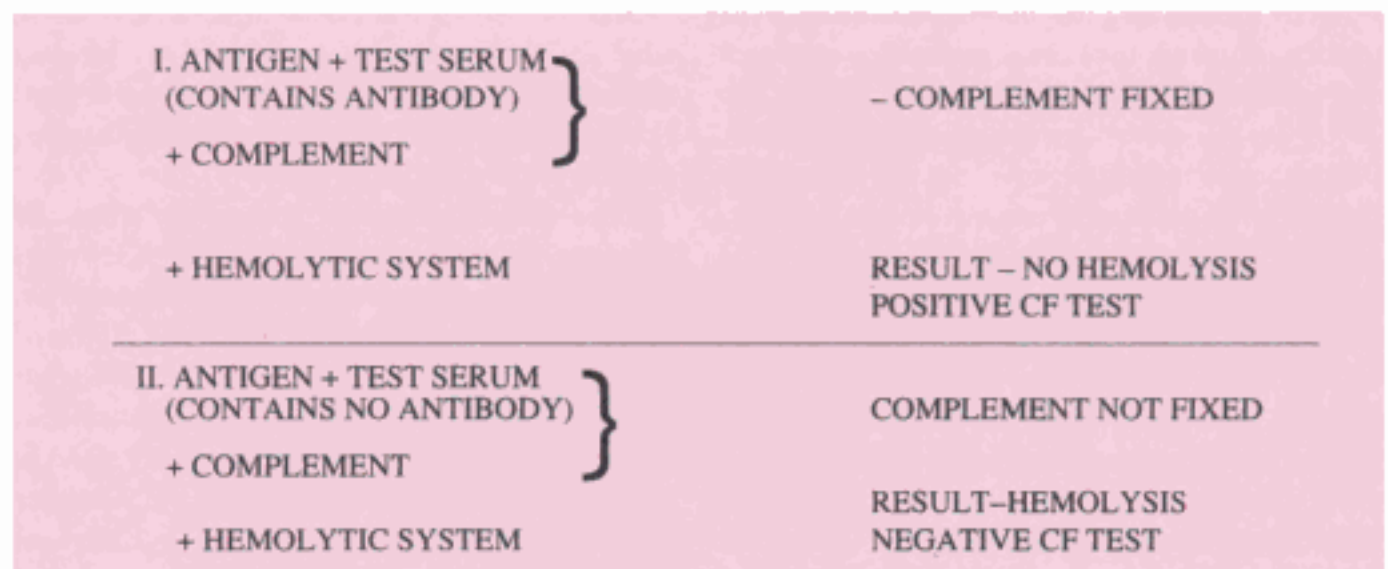 I. ANTIGEN + TEST SERUM
(CONTAINS ANTIBODY)
– COMPLEMENT FIXED
+ COMPLEMENT
+ HEMOLYTIC SYSTEM
RESULT – NO HEMOLYSIS
POSITIVE CF TEST
II. ANTIGEN + TEST SERUM
(CONTAINS NO ANTIBODY)
COMPLEMENT NOT FIXED
+ COMPLEMENT
RESULT–HEMOLYSIS
+ HEMOLYTIC SYSTEM
NEGATIVE CF TEST